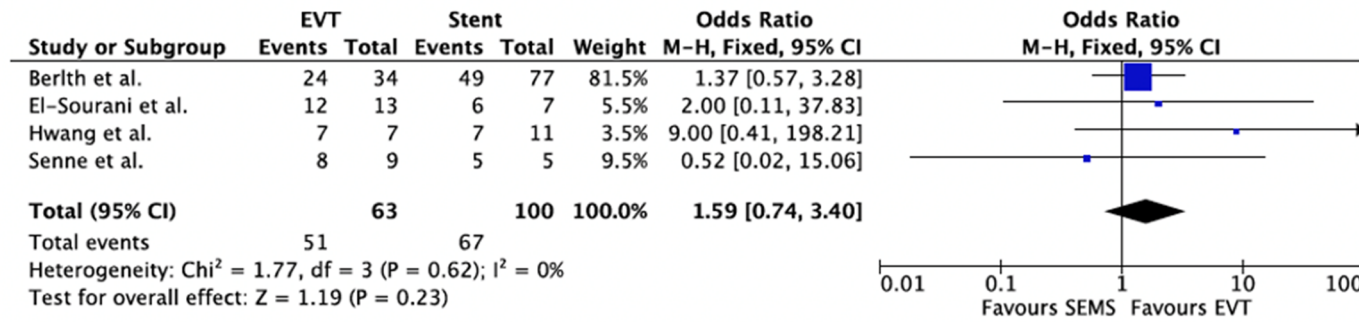 EVT Stent Odds Ratio Odds Ratio
Study or Subgroup Events Total Events Total Weight M-H, Fixed, 95% CI M-H, Fixed, 95% CI
Berlth et al. 24 34 49 77 81.5% 1.37 [0.57, 3.28]
El-Sourani et al. 12 13 6 7 5.5% 2.00 [0.11, 37.83]
Hwang et al. 7 7 7 11 3.5% 9.00 [0.41, 198.21]
Senne et al. 8 9 5 5 9.5% 0.52 [0.02, 15.06]
Total (95% CI) 63 100 100.0% 1.59 [0.74, 3.40]
Total events 51 67
Heterogeneity: Chi² = 1.77, df = 3 (P = 0.62); I² = 0%
Test for overall effect: Z = 1.19 (P = 0.23)
0.01 0.1 1 10 100
Favours SEMS Favours EVT